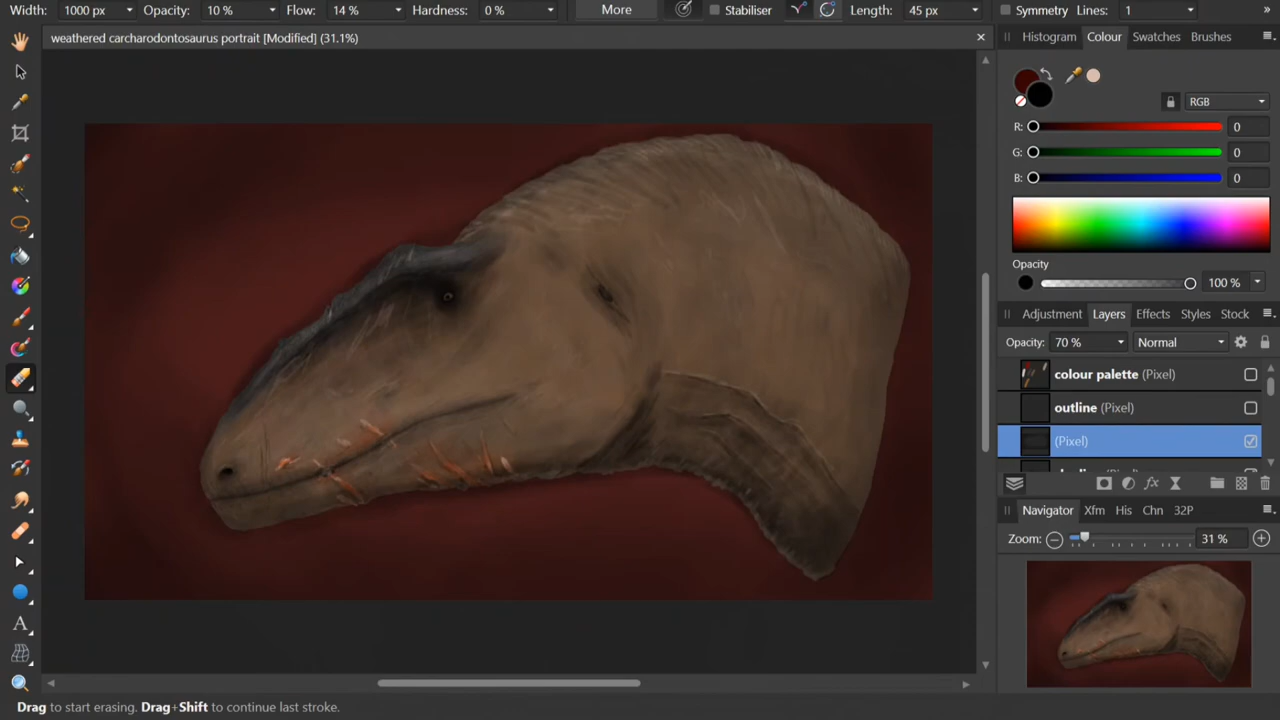 Width: 1000 px Opacity: 10 % Flow: 14 % Hardness: 0 % More Stabiliser Length: 45 px Symmetry Lines: 1 »
weathered carcharodontosaurus portrait [Modified] (31.1%)
Histogram Colour Swatches Brushes
RGB
R: 0
G: 0
B: 0
Opacity
100 %
Adjustment Layers Effects Styles Stock
Opacity: 70 % Normal
colour palette (Pixel)
outline (Pixel)
(Pixel)
Navigator Xfm His Chn 32P
Zoom: 31 %
Drag to start erasing. Drag+Shift to continue last stroke.